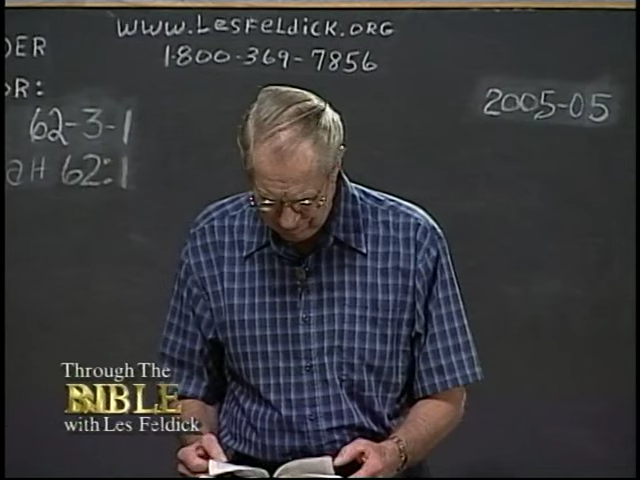 WWW.LESFELDICK.ORG
1-800-369-7856
DER
OR:
62-3-1
aH 62:1
2005-05
Through The
BIBLE
with Les Feldick